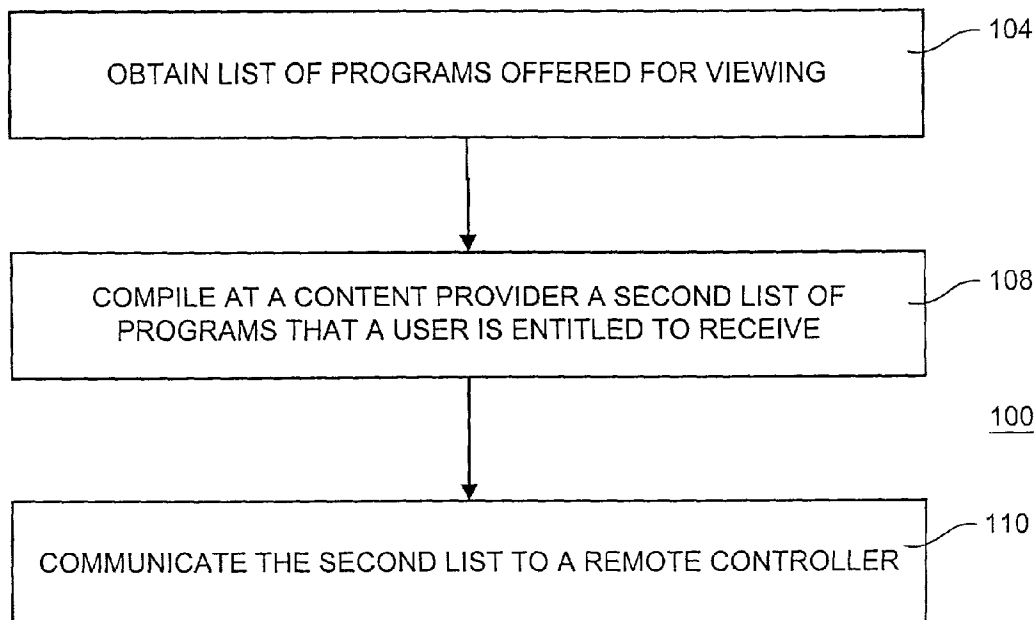 104
OBTAIN LIST OF PROGRAMS OFFERED FOR VIEWING
108
COMPILE AT A CONTENT PROVIDER A SECOND LIST OF
PROGRAMS THAT A USER IS ENTITLED TO RECEIVE
100
110
COMMUNICATE THE SECOND LIST TO A REMOTE CONTROLLER